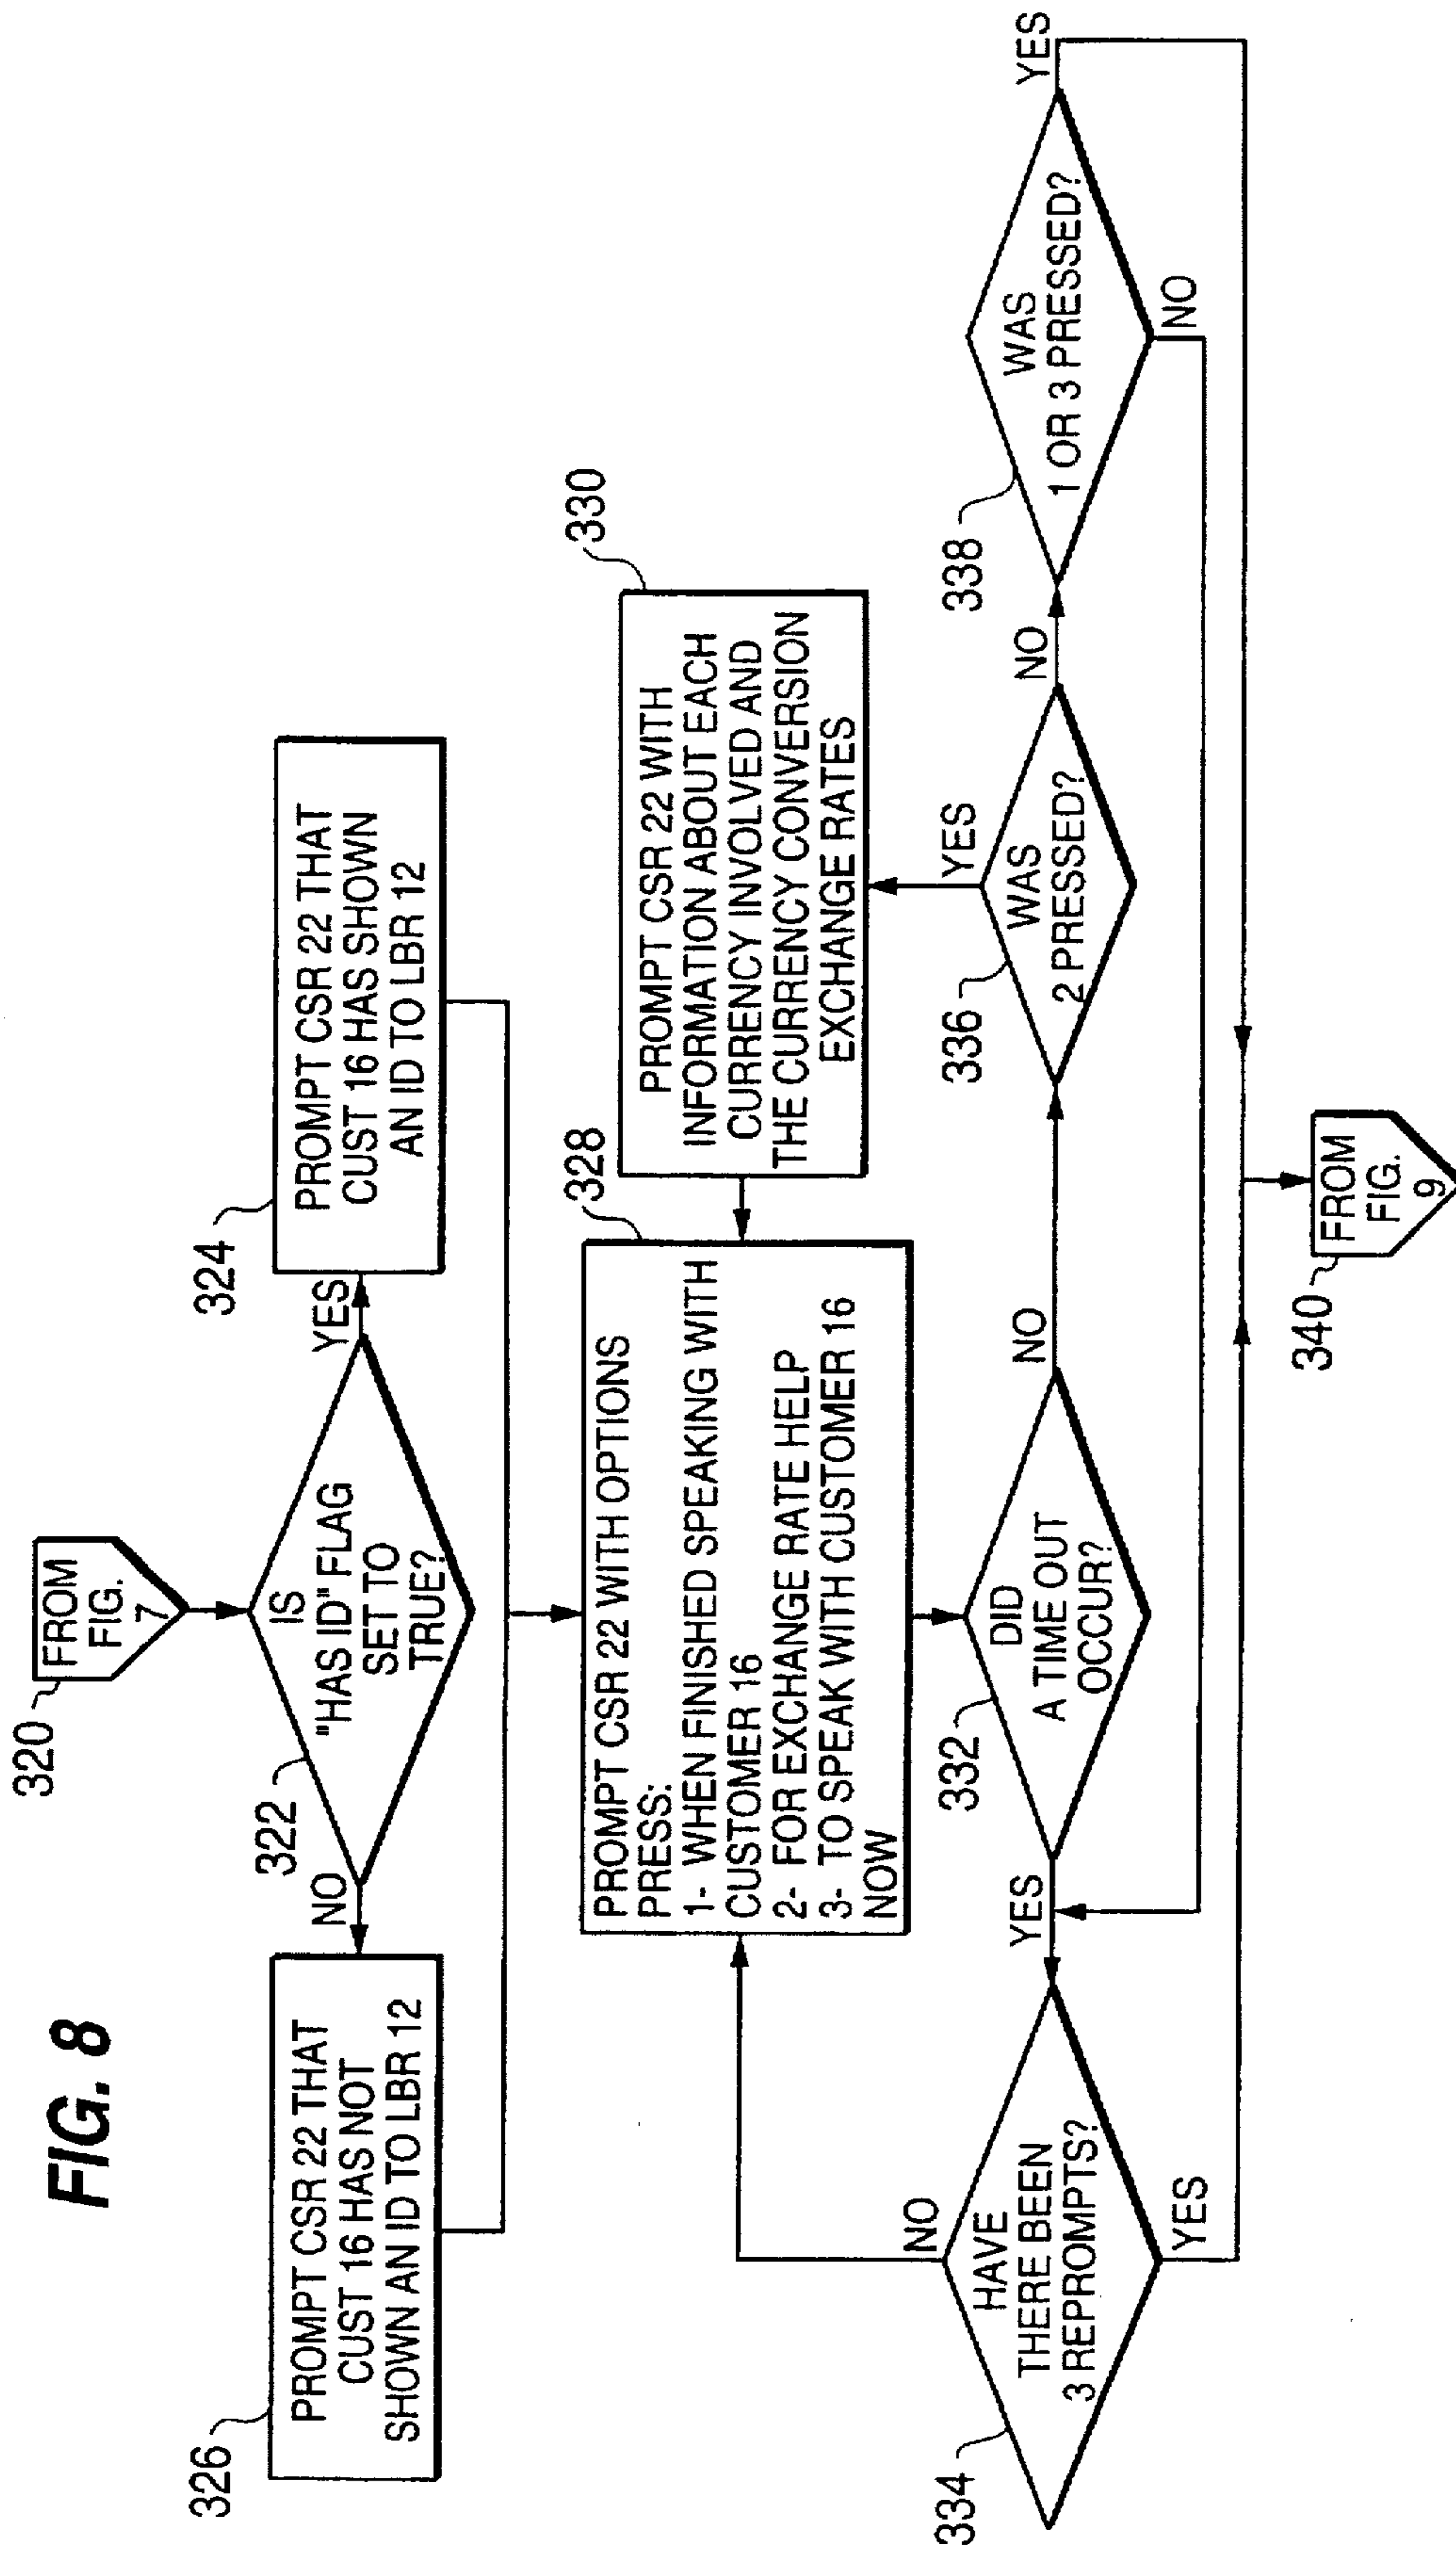 FIG. 8
320
FROM
FIG.
7
322
IS
"HAS ID" FLAG
SET TO
TRUE?
NO
YES
326
PROMPT CSR 22 THAT
CUST 16 HAS NOT
SHOWN AN ID TO LBR 12
324
PROMPT CSR 22 THAT
CUST 16 HAS SHOWN
AN ID TO LBR 12
328
PROMPT CSR 22 WITH OPTIONS
PRESS:
1- WHEN FINISHED SPEAKING WITH
CUSTOMER 16
2- FOR EXCHANGE RATE HELP
3- TO SPEAK WITH CUSTOMER 16
NOW
330
PROMPT CSR 22 WITH
INFORMATION ABOUT EACH
CURRENCY INVOLVED AND
THE CURRENCY CONVERSION
EXCHANGE RATES
334
HAVE
THERE BEEN
3 REPROMPTS?
NO
YES
332
DID
A TIME OUT
OCCUR?
YES
NO
336
WAS
2 PRESSED?
YES
NO
338
WAS
1 OR 3 PRESSED?
YES
NO
340
FROM
FIG.
9